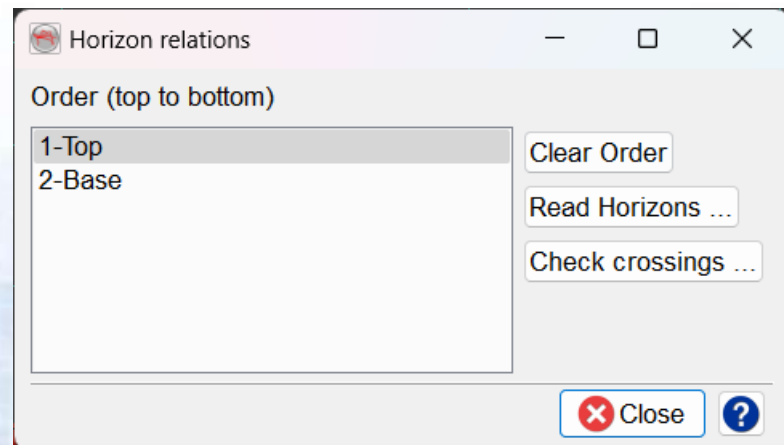 Horizon relations
Order (top to bottom)
1-Top
2-Base
Clear Order
Read Horizons ...
Check crossings ...
Close
?